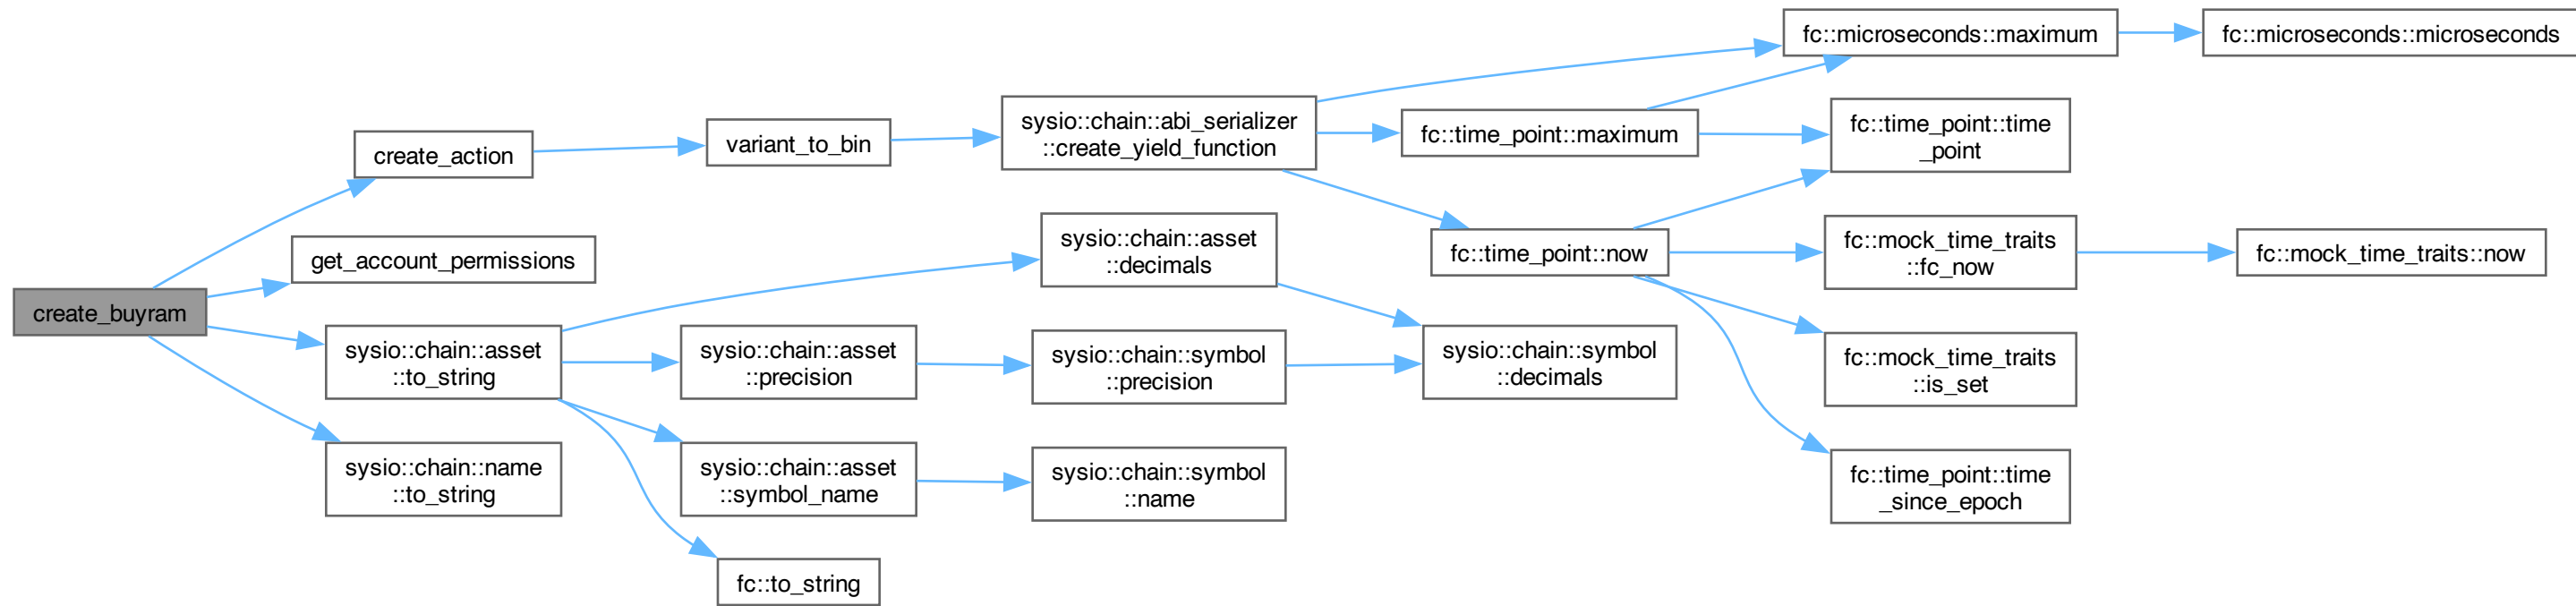 create_buyram
create_action
get_account_permissions
sysio::chain::asset
::to_string
sysio::chain::name
::to_string
variant_to_bin
sysio::chain::asset
::precision
sysio::chain::asset
::symbol_name
fc::to_string
sysio::chain::abi_serializer
::create_yield_function
sysio::chain::asset
::decimals
sysio::chain::symbol
::precision
sysio::chain::symbol
::name
fc::time_point::maximum
fc::time_point::now
sysio::chain::symbol
::decimals
fc::microseconds::maximum
fc::time_point::time
_point
fc::mock_time_traits
::fc_now
fc::mock_time_traits
::is_set
fc::time_point::time
_since_epoch
fc::microseconds::microseconds
fc::mock_time_traits::now